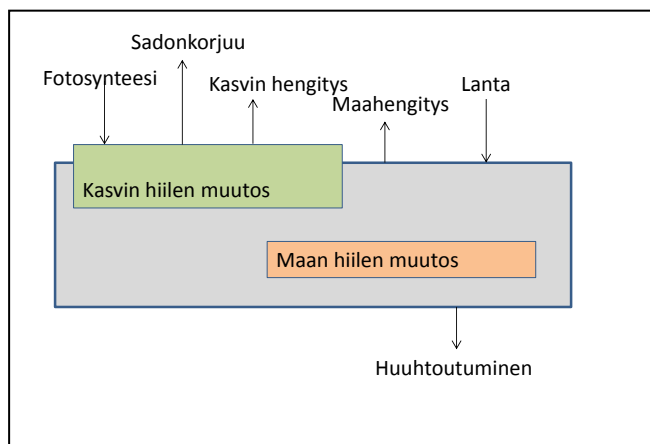 Sadonkorjuu
Fotosynteesi
Kasvin hengitys
Maahengitys
Lanta
Kasvin hiilen muutos
Maan hiilen muutos
Huuhtoutuminen